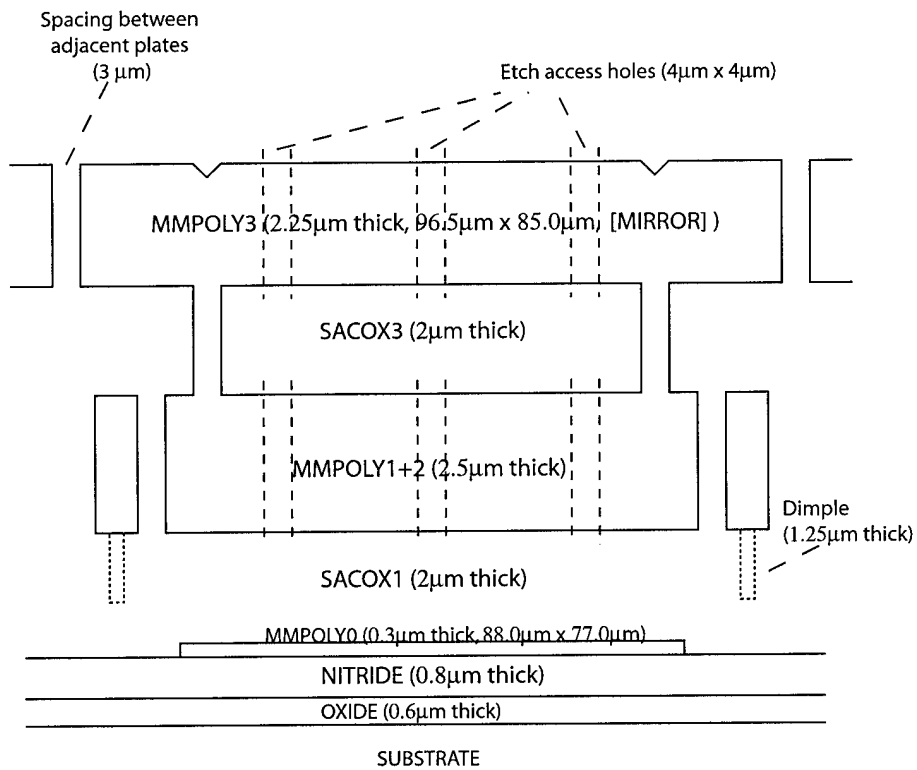 Spacing between
adjacent plates
(3 μm)
Etch access holes (4μm x 4μm)
MMPOLY3 (2.25μm thick, 96.5μm x 85.0μm, [MIRROR] )
SACOX3 (2μm thick)
MMPOLY1+2 (2.5μm thick)
Dimple
(1.25μm thick)
SACOX1 (2μm thick)
MMPOLY0 (0.3μm thick, 88.0μm x 77.0μm)
NITRIDE (0.8μm thick)
OXIDE (0.6μm thick)
SUBSTRATE